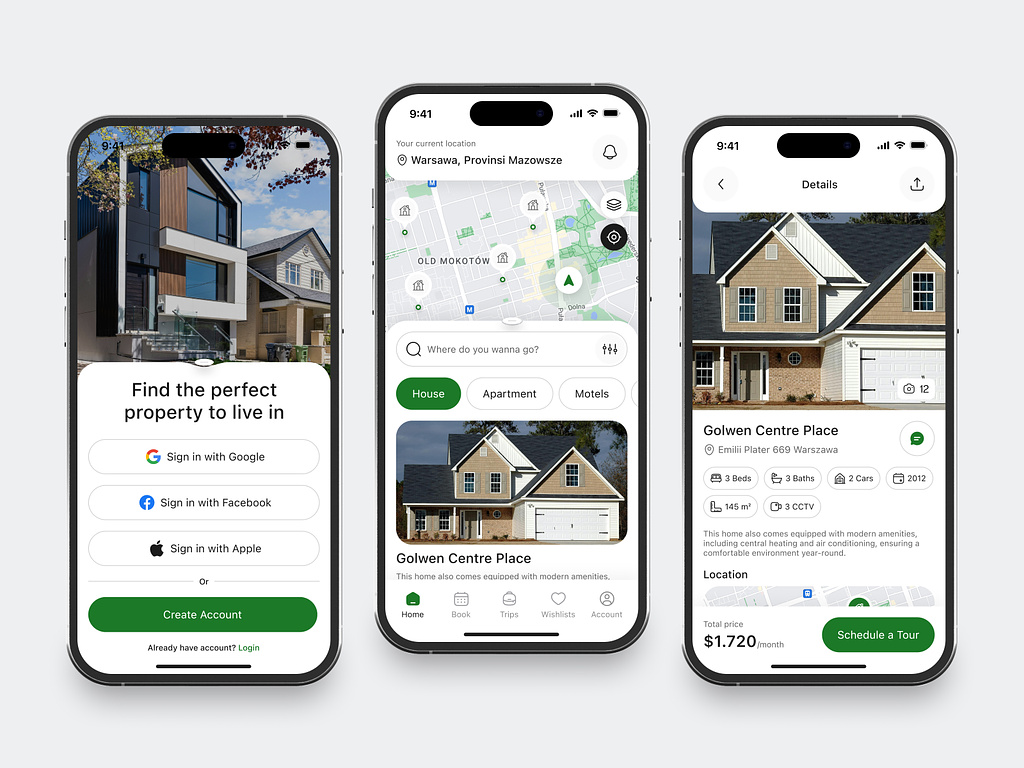 9:41
Find the perfect
property to live in
Sign in with Google
Sign in with Facebook
Sign in with Apple
Or
Create Account
Already have account? Login
9:41
Your current location
Warsawa, Provinsi Mazowsze
M
OLD MOKOTÓW
Dolna
M
Where do you wanna go?
House
Apartment
Motels
Golwen Centre Place
This home also comes equipped with modern amenities,
Home
Book
Trips
Wishlists
Account
9:41
Details
12
Golwen Centre Place
Emilii Plater 669 Warszawa
3 Beds
3 Baths
2 Cars
2012
145 m²
3 CCTV
This home also comes equipped with modern amenities,
including central heating and air conditioning, ensuring a
comfortable environment year-round.
Location
Total price
$1.720/month
Schedule a Tour